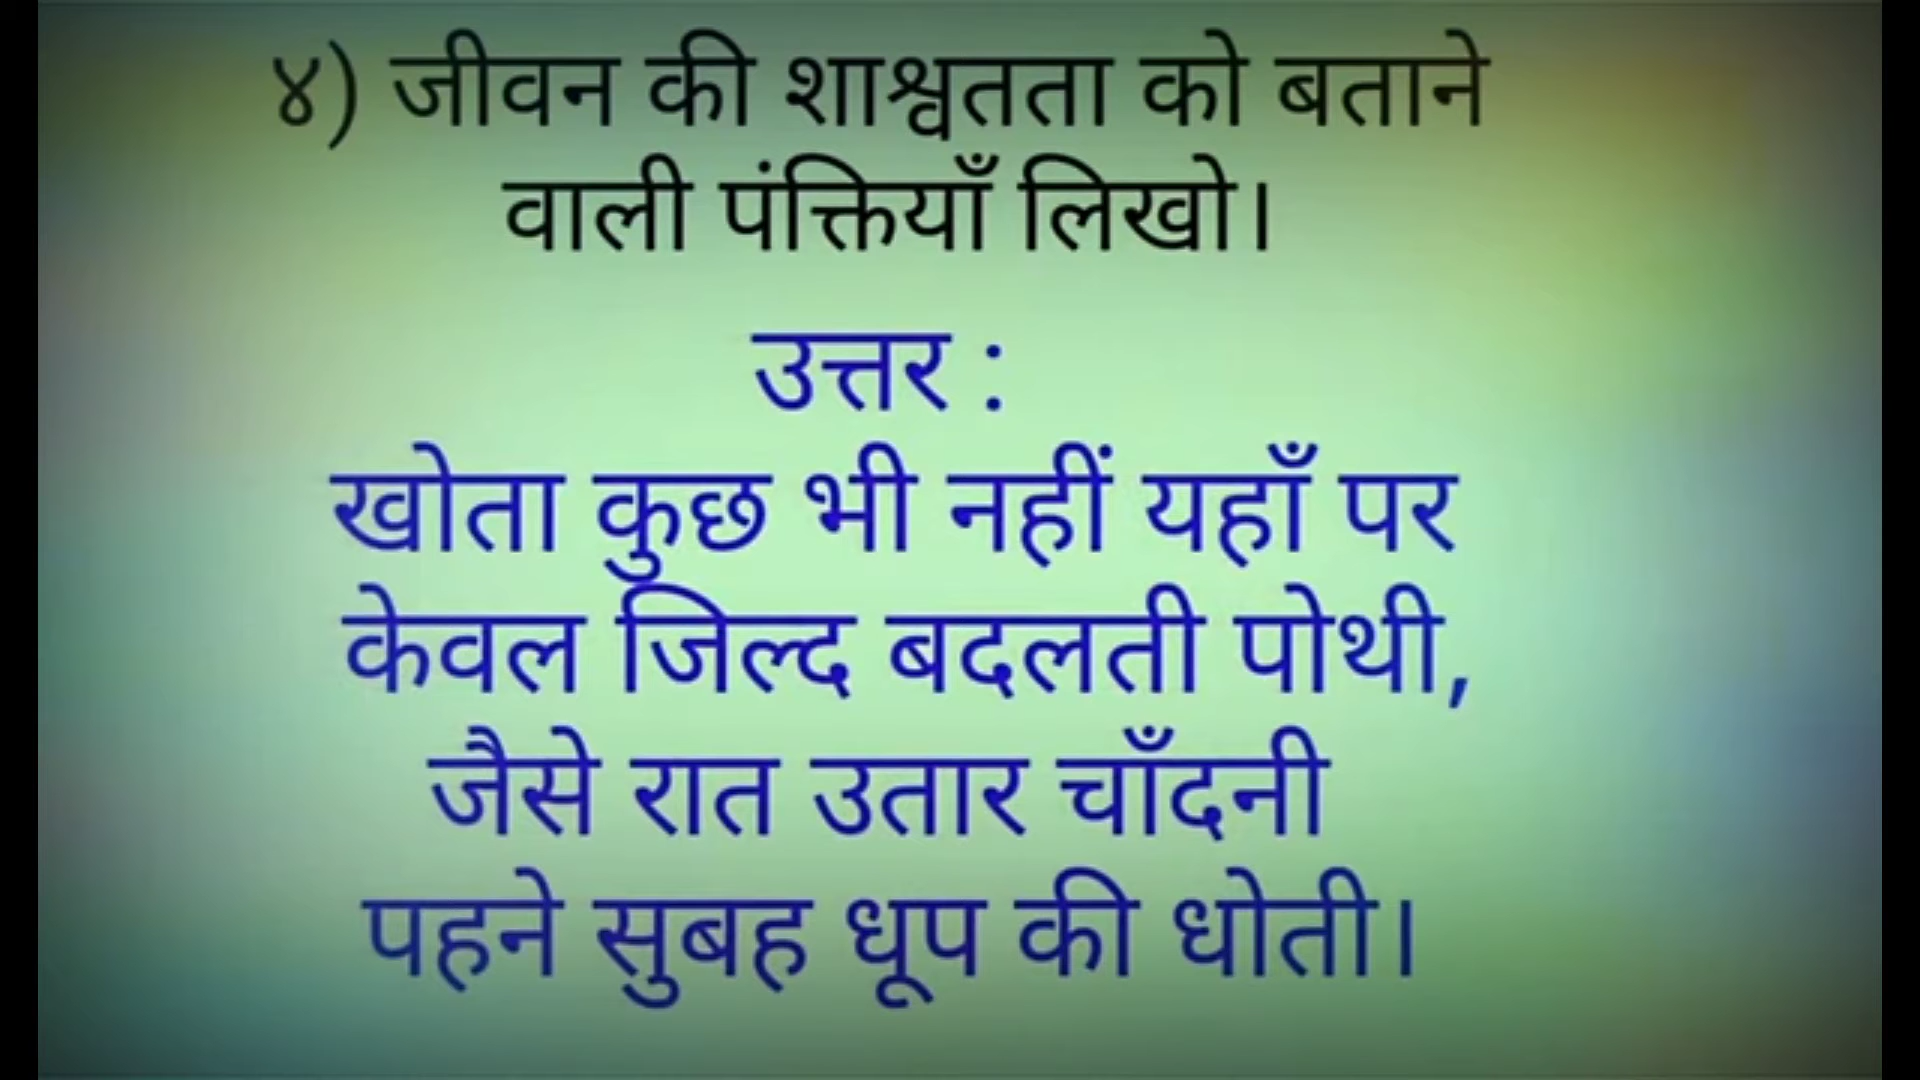 ४) जीवन की शाश्वतता को बताने
वाली पंक्तियाँ लिखो।
उत्तर :
खोता कुछ भी नहीं यहाँ पर
केवल जिल्द बदलती पोथी,
जैसे रात उतार चाँदनी
पहने सुबह धूप की धोती।